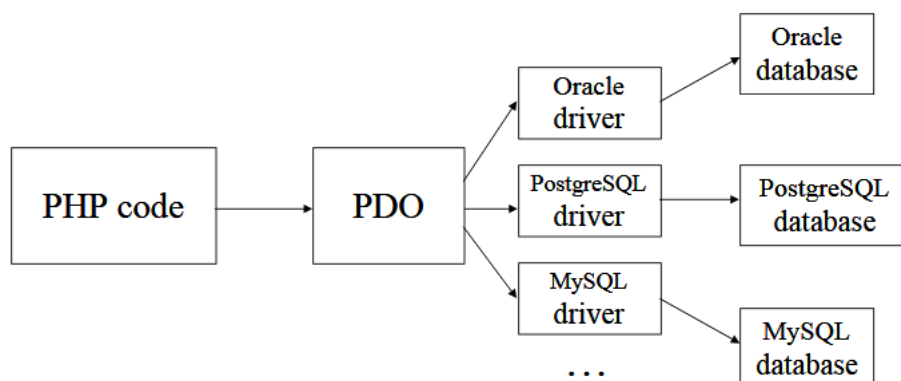 PHP code
PDO
Oracle
driver
PostgreSQL
driver
MySQL
driver
...
Oracle
database
PostgreSQL
database
MySQL
database